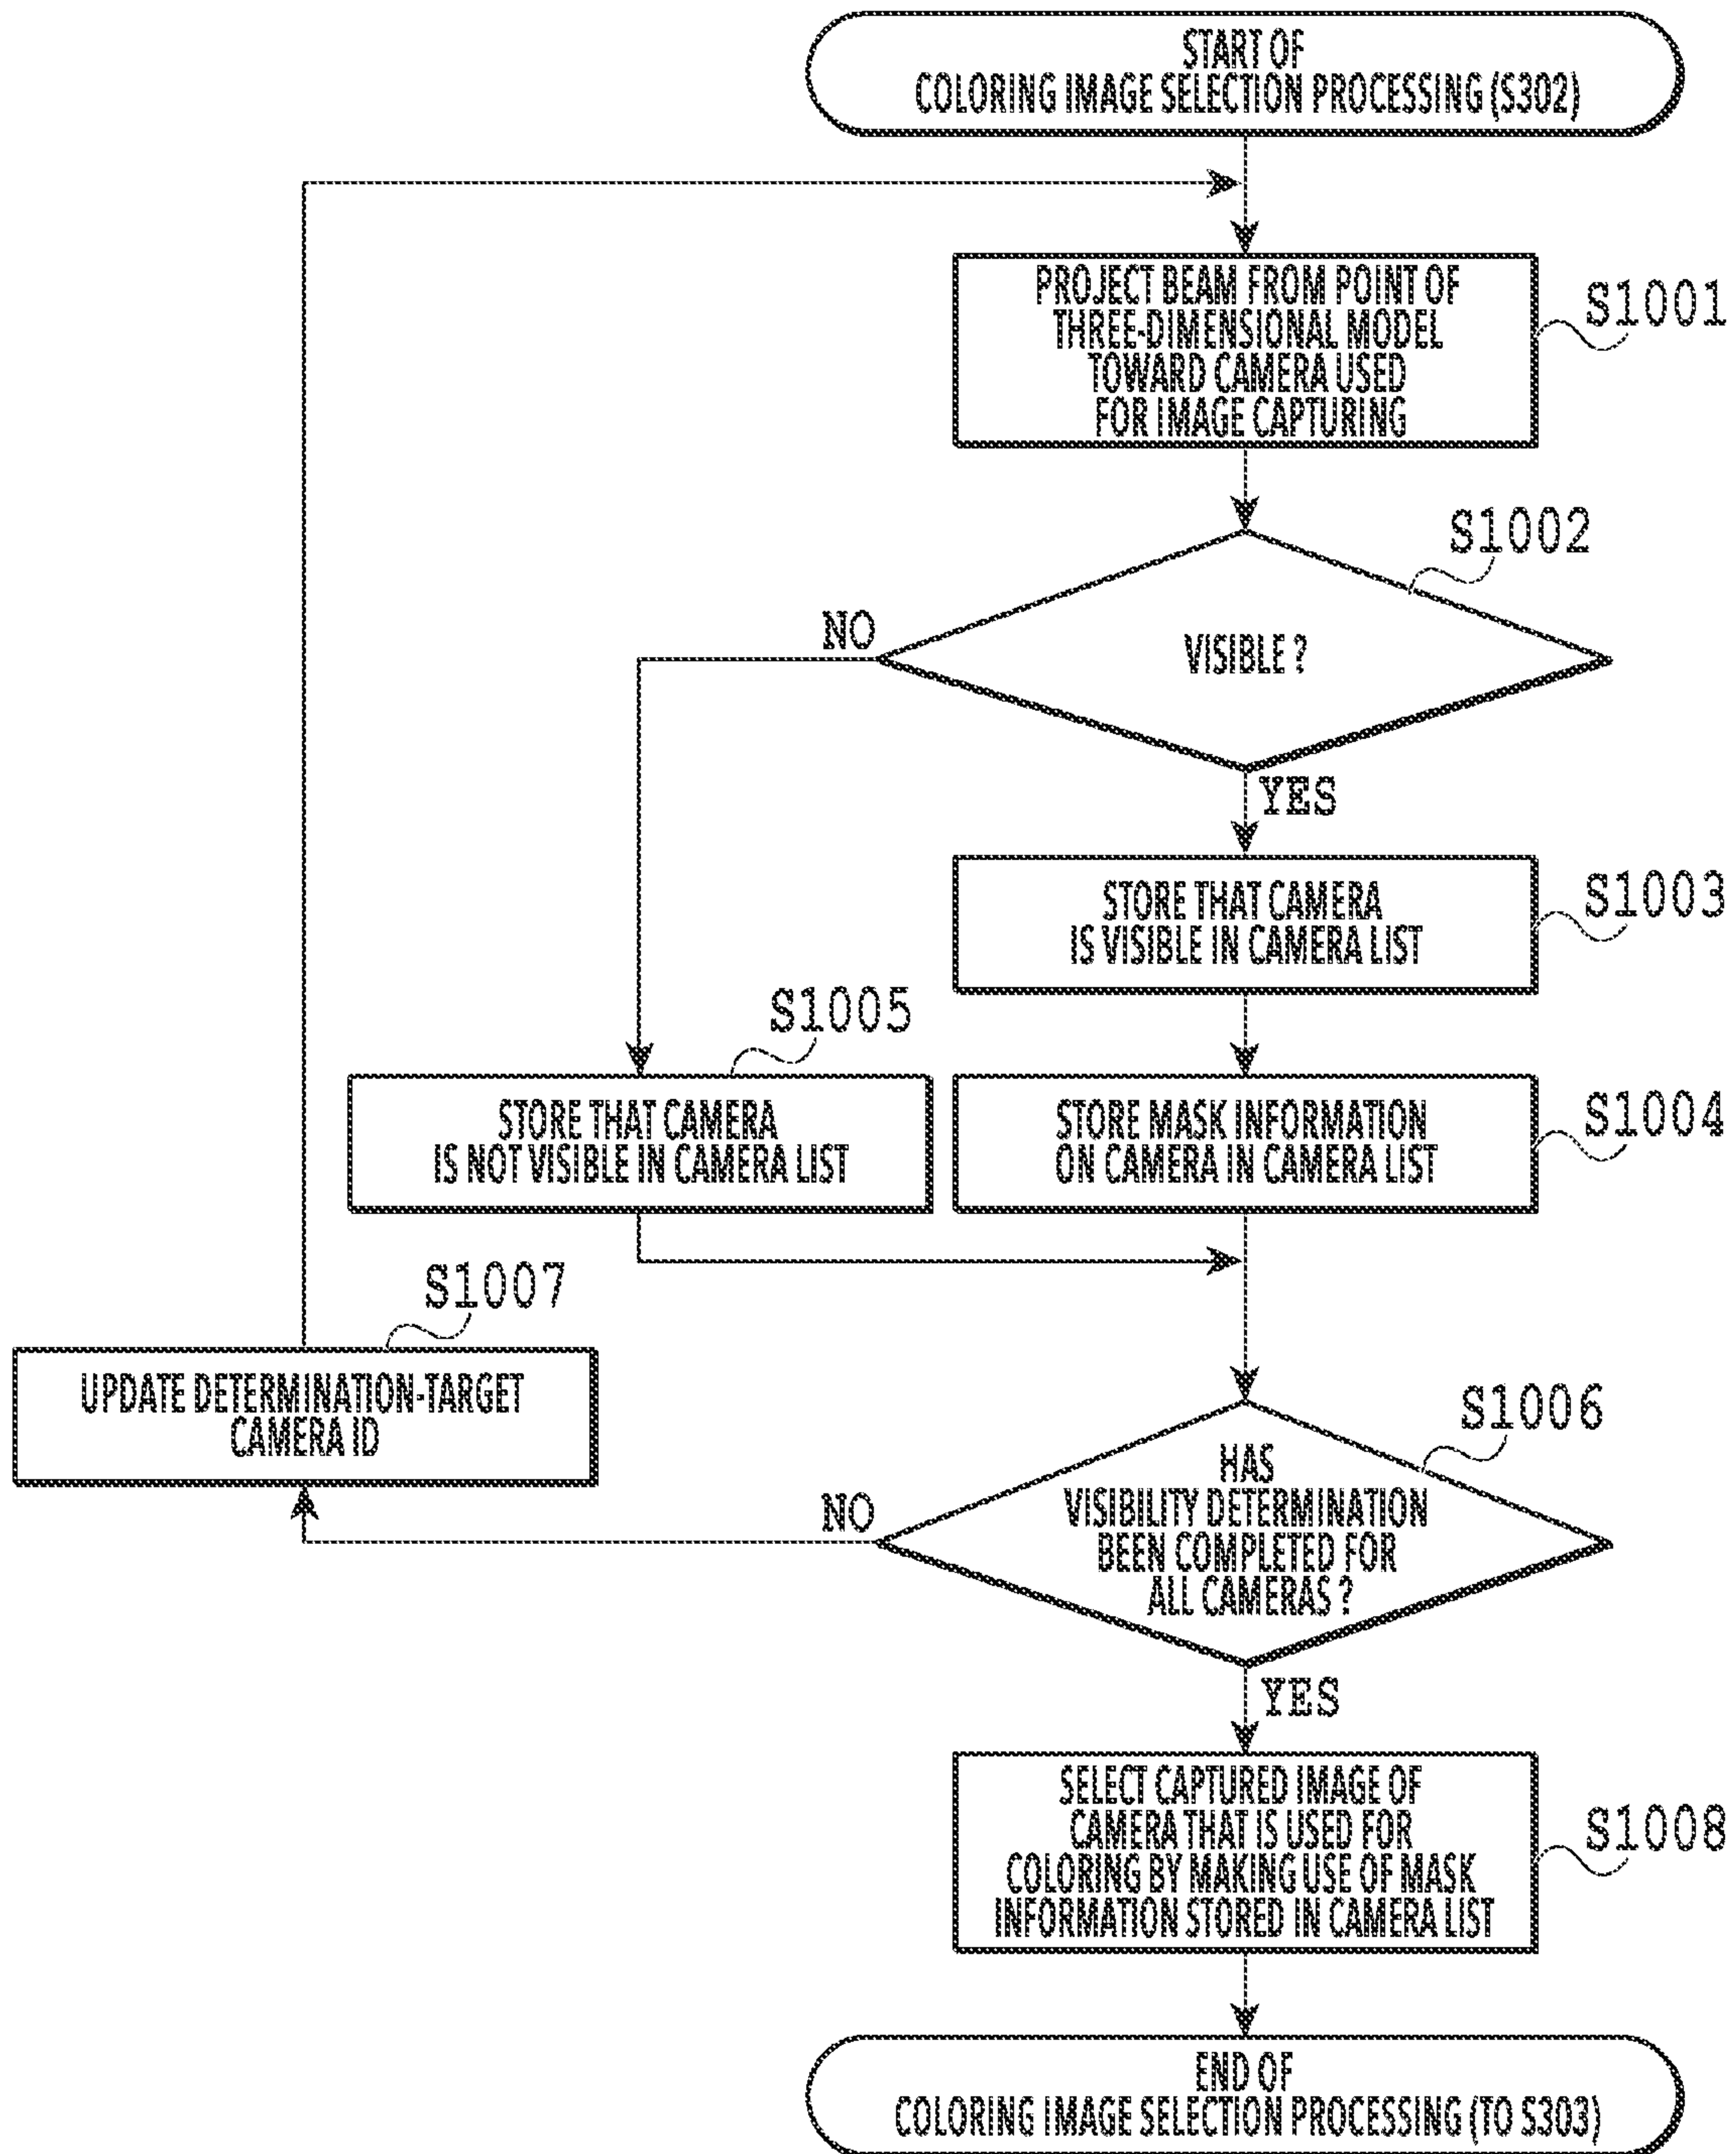 START OF
COLORING IMAGE SELECTION PROCESSING (S302)
PROJECT BEAM FROM POINT OF
THREE-DIMENSIONAL MODEL
TOWARD CAMERA USED
FOR IMAGE CAPTURING
S1001
S1002
NO
VISIBLE ?
YES
STORE THAT CAMERA
IS VISIBLE IN CAMERA LIST
S1003
S1005
STORE THAT CAMERA
IS NOT VISIBLE IN CAMERA LIST
STORE MASK INFORMATION
ON CAMERA IN CAMERA LIST
S1004
S1007
UPDATE DETERMINATION-TARGET
CAMERA ID
S1006
NO
HAS
VISIBILITY DETERMINATION
BEEN COMPLETED FOR
ALL CAMERAS ?
YES
SELECT CAPTURED IMAGE OF
CAMERA THAT IS USED FOR
COLORING BY MAKING USE OF MASK
INFORMATION STORED IN CAMERA LIST
S1008
END OF
COLORING IMAGE SELECTION PROCESSING (TO S303)